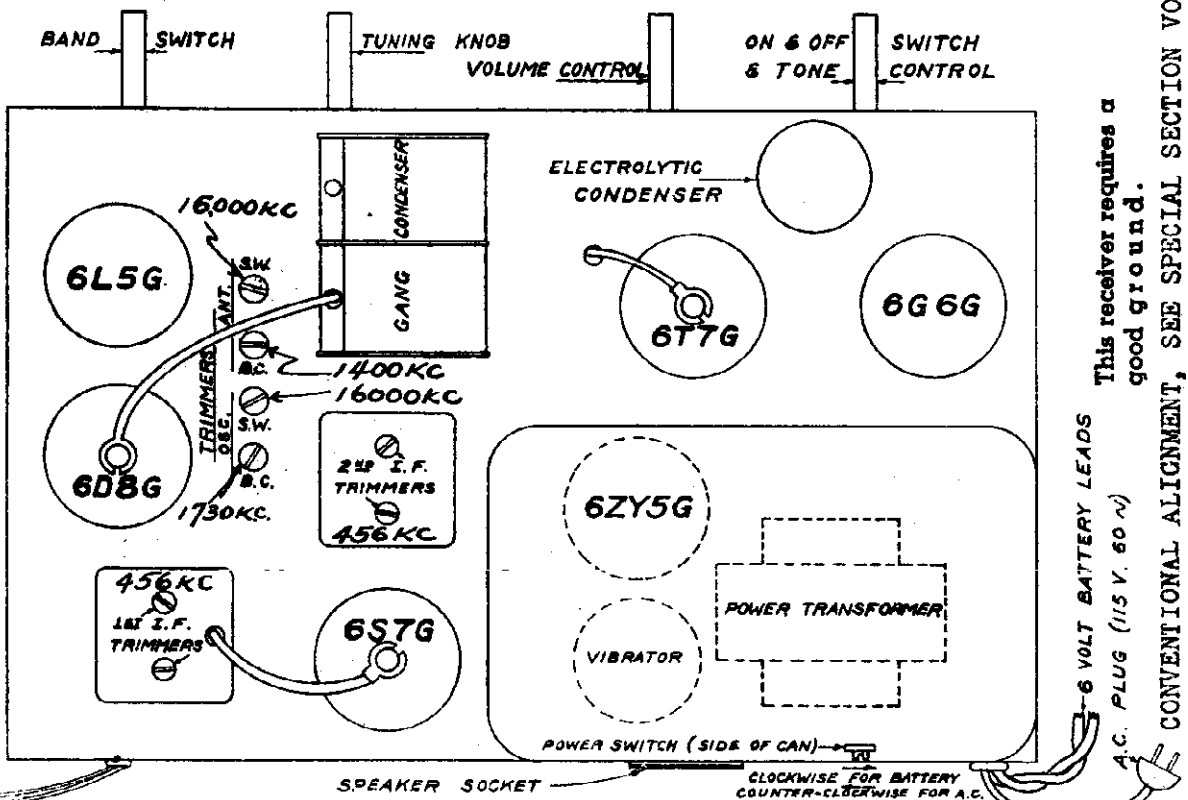 BAND SWITCH
TUNING KNOB
VOLUME CONTROL
ON & OFF SWITCH
& TONE CONTROL
ELECTROLYTIC
CONDENSER
GANG CONDENSER
16,000KC
6L5G
TRIMMERS
ANT.
S.W.
B.C.
1400KC
16000KC
OSC.
S.W.
B.C.
1730KC.
6D8G
6T7G
6G6G
2ND I.F.
TRIMMERS
456KC
456KC
1ST I.F.
TRIMMERS
6S7G
6ZY5G
VIBRATOR
POWER TRANSFORMER
POWER SWITCH (SIDE OF CAN)
SPEAKER SOCKET
CLOCKWISE FOR BATTERY
COUNTER-CLOCKWISE FOR A.C.
6 VOLT BATTERY LEADS
A.C. PLUG (115 V. 60 ~)
This receiver requires a
good ground.
CONVENTIONAL ALIGNMENT, SEE SPECIAL SECTION VO